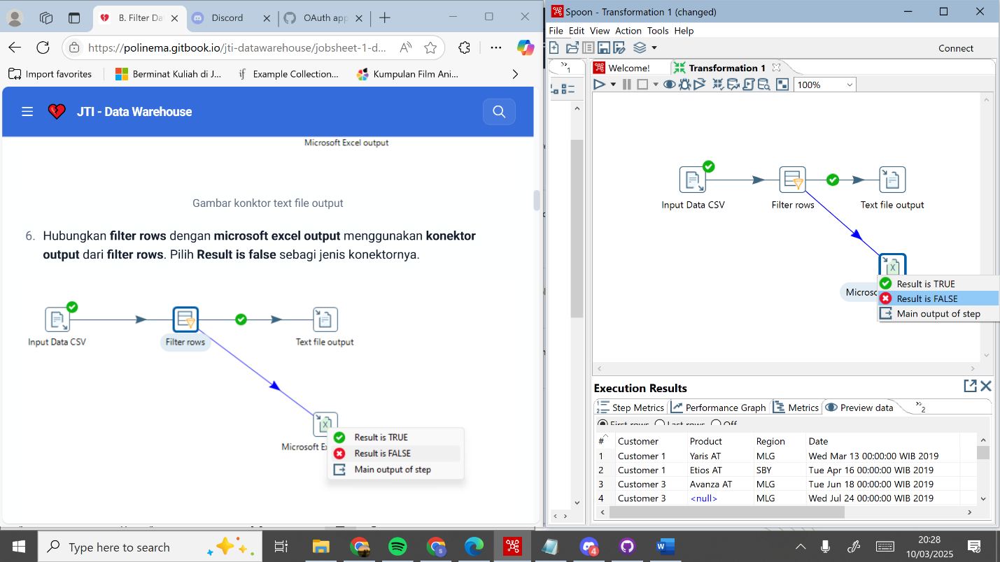 B. Filter Da
Discord
OAuth app
https://polinema.gitbook.io/jti-datawarehouse/jobsheet-1-d...
Import favorites
Berminat Kuliah di J...
Example Collection...
Kumpulan Film Ani...
JTI - Data Warehouse
Microsoft Excel output
Gambar konktor text file output
6. Hubungkan filter rows dengan microsoft excel output menggunakan konektor
output dari filter rows. Pilih Result is false sebagi jenis konektornya.
Input Data CSV
Filter rows
Text file output
Microsoft Ex
Result is TRUE
Result is FALSE
Main output of step
Spoon - Transformation 1 (changed)
File Edit View Action Tools Help
Connect
1
Welcome!
Transformation 1
100%
Input Data CSV
Filter rows
Text file output
Microso
Result is TRUE
Result is FALSE
Main output of step
Execution Results
Step Metrics
Performance Graph
Metrics
Preview data
2
First rows Last rows Off
# Customer Product Region Date
1 Customer 1 Yaris AT MLG Wed Mar 13 00:00:00 WIB 2019
2 Customer 1 Etios AT SBY Tue Apr 16 00:00:00 WIB 2019
3 Customer 3 Avanza AT MLG Tue Jun 18 00:00:00 WIB 2019
4 Customer 3 <null> MLG Wed Jul 24 00:00:00 WIB 2019
Type here to search
4
20:28
10/03/2025